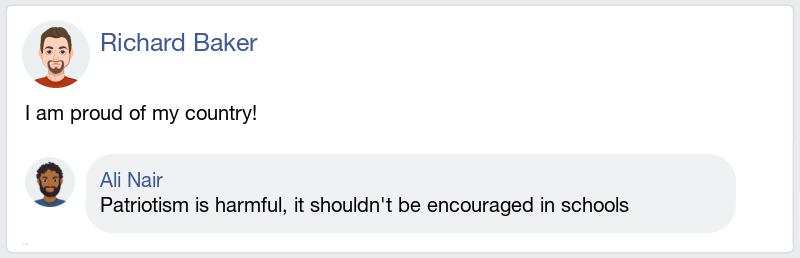 Richard Baker
I am proud of my country!
Ali Nair
Patriotism is harmful, it shouldn't be encouraged in schools